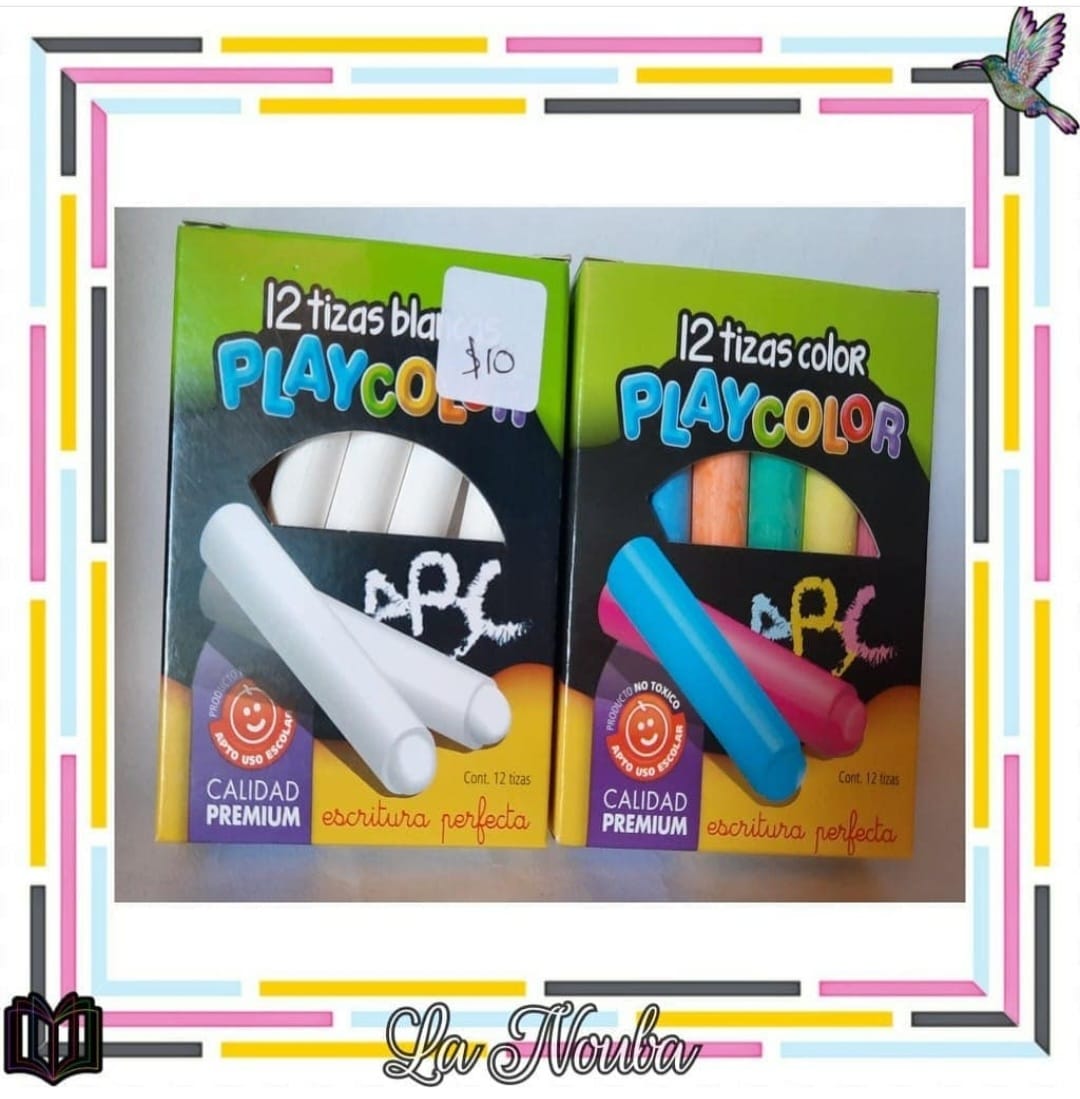 12 tizas blancas
PLAYCOLOR
$10
ABC
PRODUCTO
APTO USO ESCOLAR
CALIDAD
PREMIUM
Cont. 12 tizas
escritura perfecta
12 tizas color
PLAYCOLOR
ABC
PRODUCTO NO TOXICO
APTO USO ESCOLAR
CALIDAD
PREMIUM
Cont. 12 tizas
escritura perfecta
La Nouba